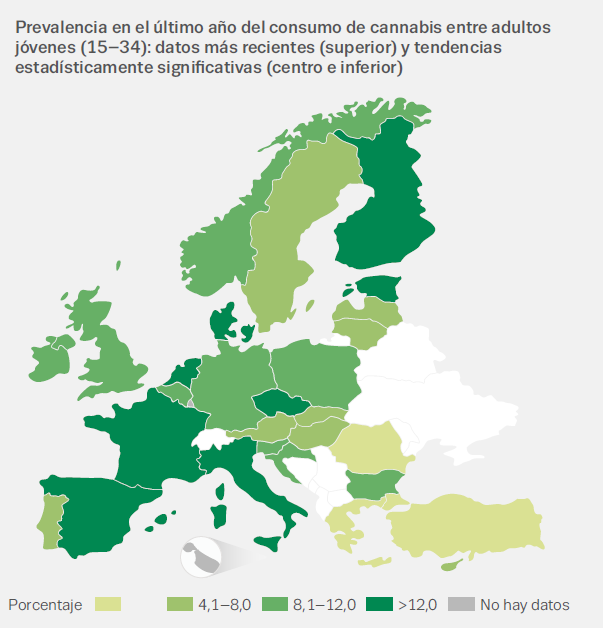 Prevalencia en el último año del consumo de cannabis entre adultos
jóvenes (15–34): datos más recientes (superior) y tendencias
estadísticamente significativas (centro e inferior)
Porcentaje 4,1–8,0 8,1–12,0 >12,0 No hay datos